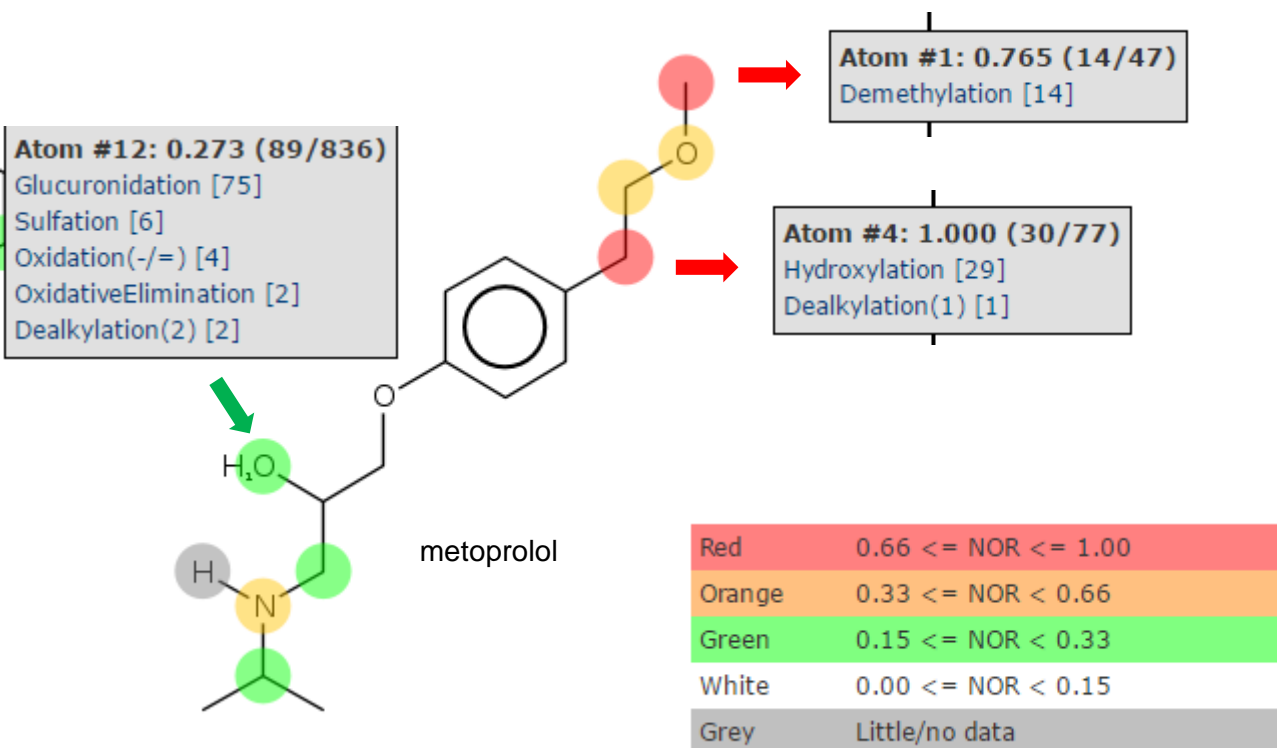 Atom #1: 0.765 (14/47)
Demethylation [14]
Atom #12: 0.273 (89/836)
Glucuronidation [75]
Sulfation [6]
Oxidation(-/=) [4]
OxidativeElimination [2]
Dealkylation(2) [2]
O
Atom #4: 1.000 (30/77)
Hydroxylation [29]
Dealkylation(1) [1]
O
H₁O
H
N
metoprolol
Red 0.66 <= NOR <= 1.00
Orange 0.33 <= NOR < 0.66
Green 0.15 <= NOR < 0.33
White 0.00 <= NOR < 0.15
Grey Little/no data